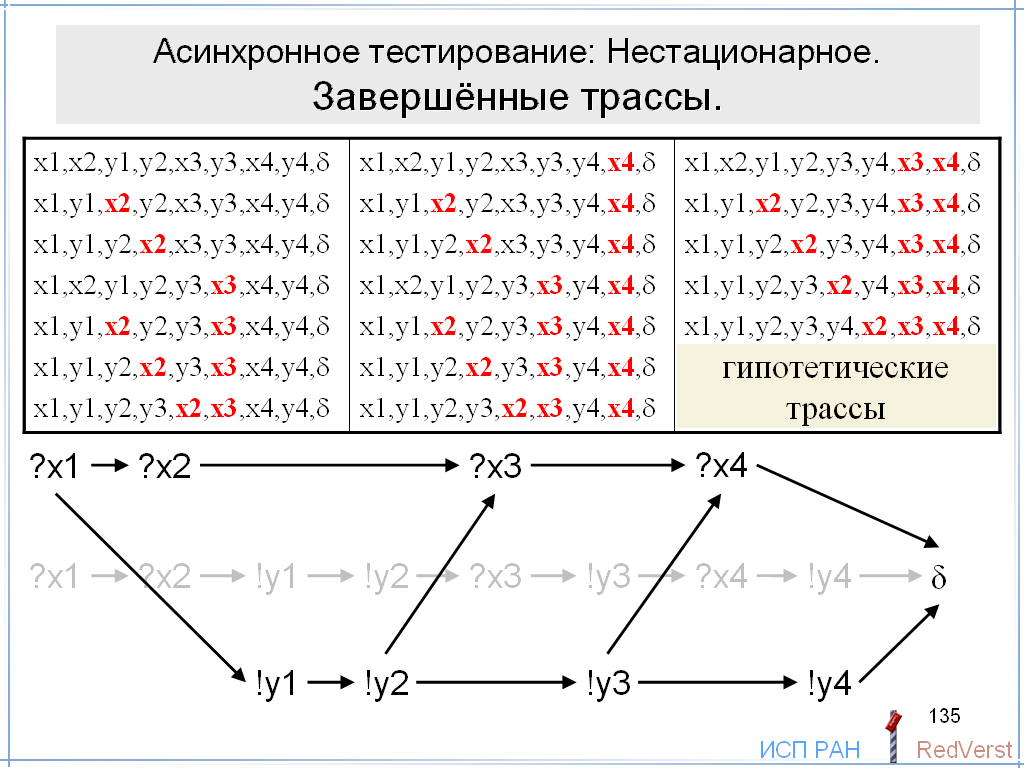 Асинхронное тестирование: Нестационарное.
Завершённые трассы.
x1,x2,y1,y2,x3,y3,x4,y4,δ
x1,y1,x2,y2,x3,y3,x4,y4,δ
x1,y1,y2,x2,x3,y3,x4,y4,δ
x1,x2,y1,y2,y3,x3,x4,y4,δ
x1,y1,x2,y2,y3,x3,x4,y4,δ
x1,y1,y2,x2,y3,x3,x4,y4,δ
x1,y1,y2,y3,x2,x3,x4,y4,δ
x1,x2,y1,y2,x3,y3,y4,x4,δ
x1,y1,x2,y2,x3,y3,y4,x4,δ
x1,y1,y2,x2,x3,y3,y4,x4,δ
x1,x2,y1,y2,y3,x3,y4,x4,δ
x1,y1,x2,y2,y3,x3,y4,x4,δ
x1,y1,y2,x2,y3,x3,y4,x4,δ
x1,y1,y2,y3,x2,x3,y4,x4,δ
x1,x2,y1,y2,y3,y4,x3,x4,δ
x1,y1,x2,y2,y3,y4,x3,x4,δ
x1,y1,y2,x2,y3,y4,x3,x4,δ
x1,y1,y2,y3,x2,y4,x3,x4,δ
x1,y1,y2,y3,y4,x2,x3,x4,δ
гипотетические
трассы
?x1 ?x2 ?x3 ?x4
?x1 ?x2 !y1 !y2 ?x3 !y3 ?x4 !y4 δ
!y1 !y2 !y3 !y4
135
ИСП РАН RedVerst